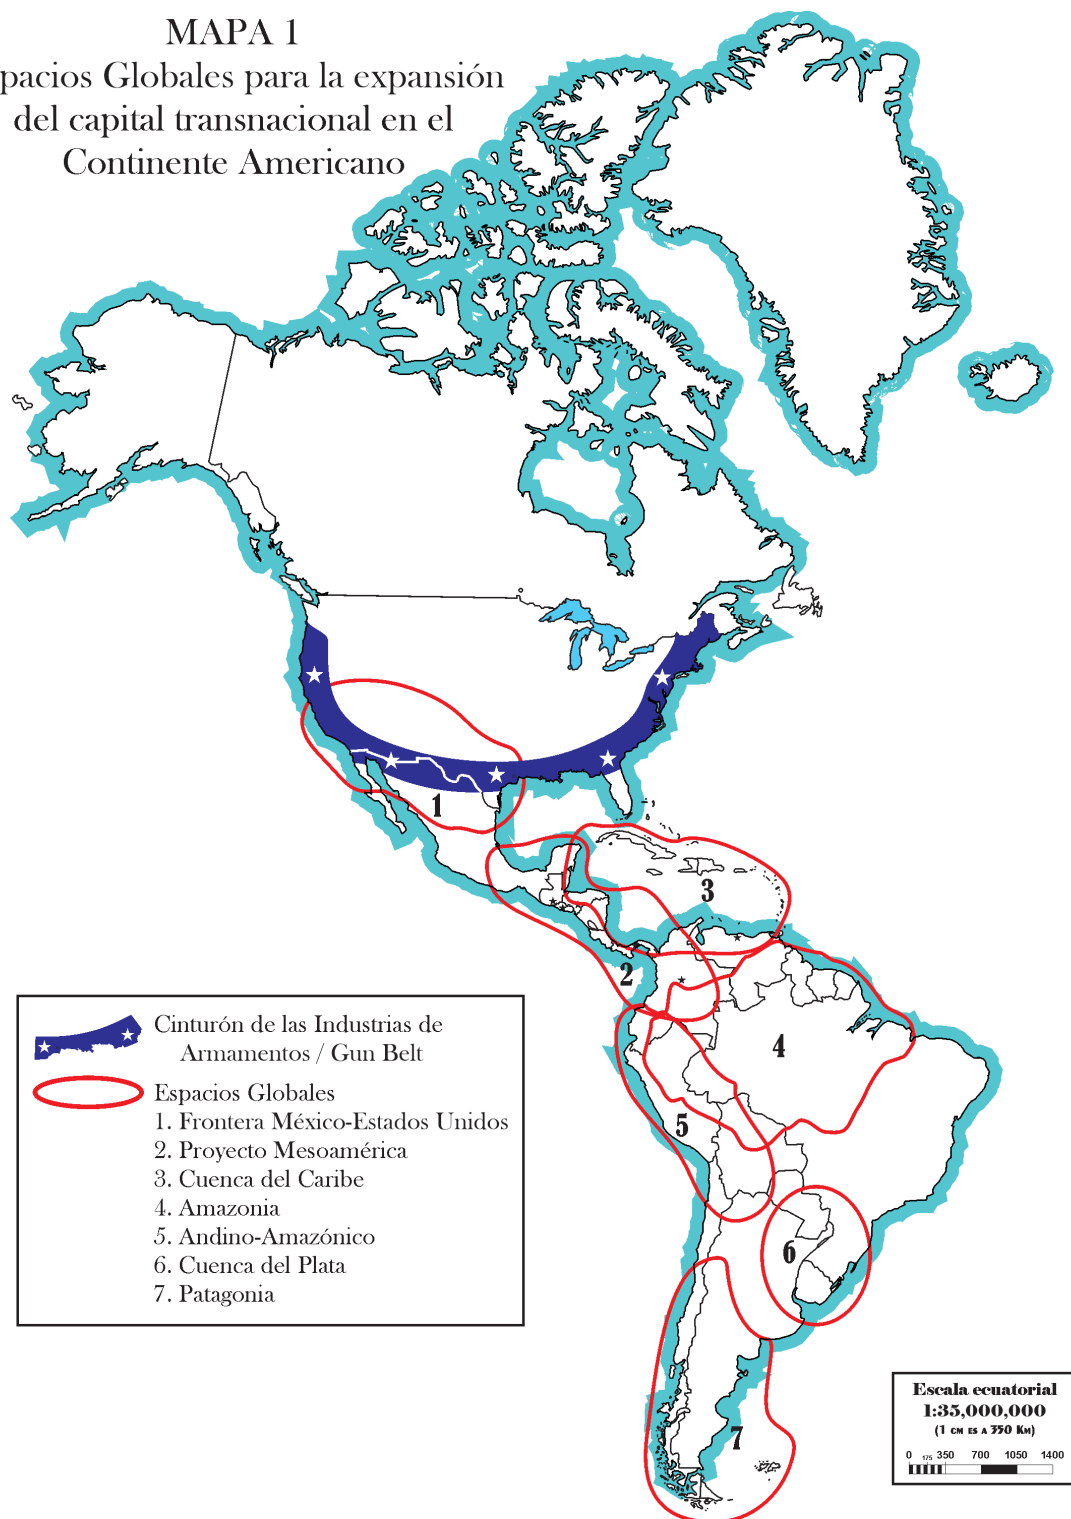 MAPA 1
pacios Globales para la expansión
del capital transnacional en el
Continente Americano
1
3
2
4
5
6
7
Cinturón de las Industrias de
Armamentos / Gun Belt
Espacios Globales
1. Frontera México-Estados Unidos
2. Proyecto Mesoamérica
3. Cuenca del Caribe
4. Amazonia
5. Andino-Amazónico
6. Cuenca del Plata
7. Patagonia
Escala ecuatorial
1:35,000,000
(1 CM ES A 350 KM)
0 175 350 700 1050 1400